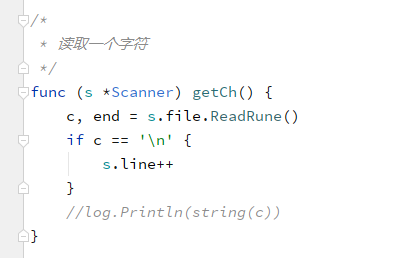 /*
 * 读取一个字符
 */
func (s *Scanner) getCh() {
    c, end = s.file.ReadRune()
    if c == '\n' {
        s.line++
    }
    //log.Println(string(c))
}